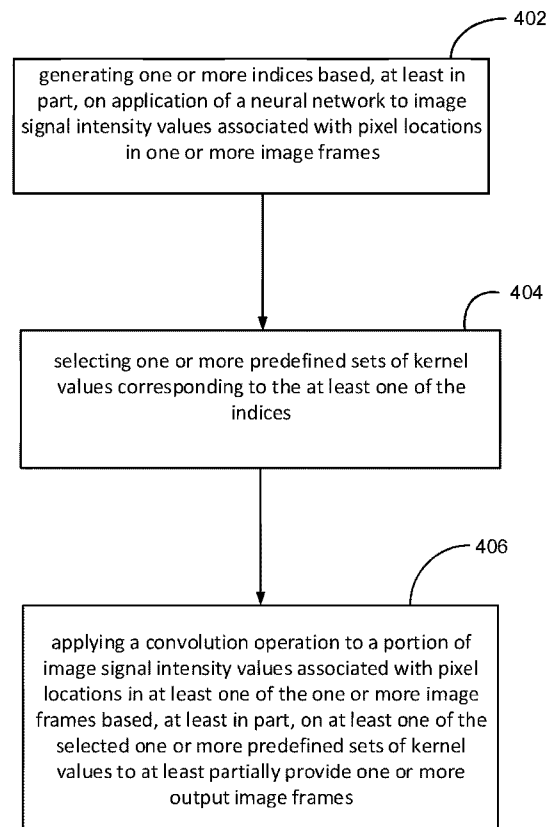 402
generating one or more indices based, at least in
part, on application of a neural network to image
signal intensity values associated with pixel locations
in one or more image frames
404
selecting one or more predefined sets of kernel
values corresponding to the at least one of the
indices
406
applying a convolution operation to a portion of
image signal intensity values associated with pixel
locations in at least one of the one or more image
frames based, at least in part, on at least one of the
selected one or more predefined sets of kernel
values to at least partially provide one or more
output image frames